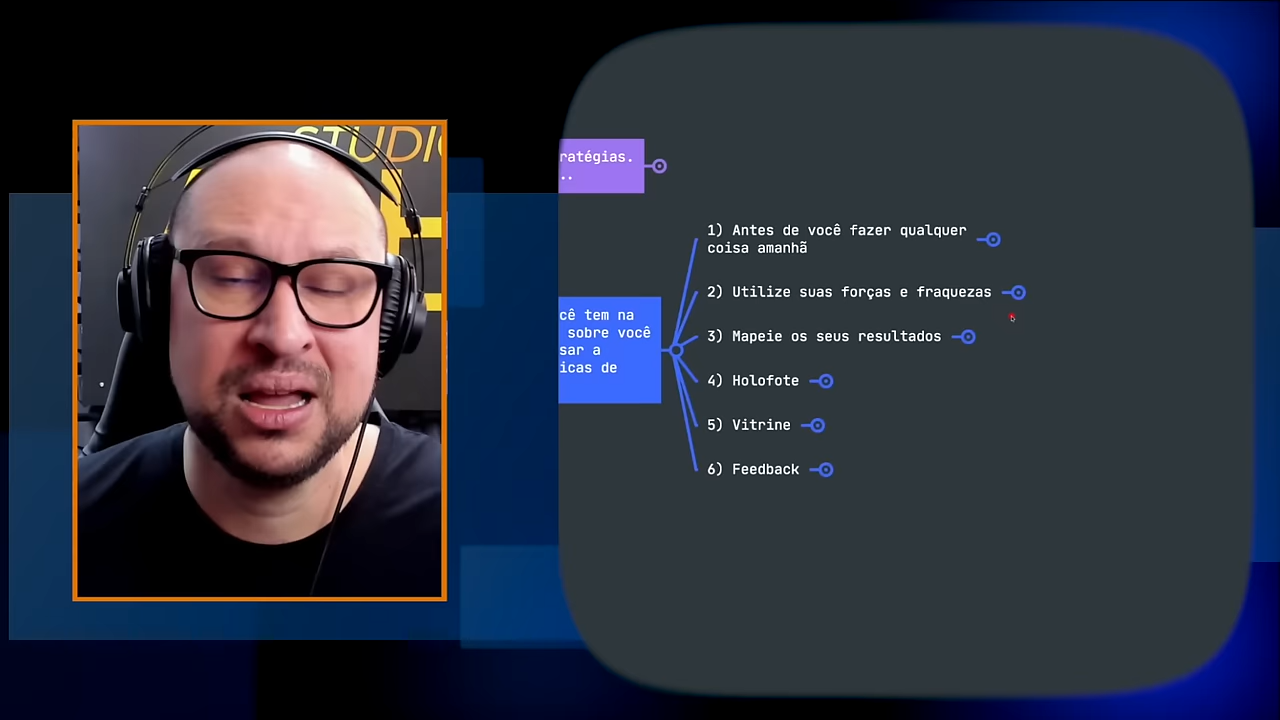 STUDIO
ratégias.
..
1) Antes de você fazer qualquer
coisa amanhã
2) Utilize suas forças e fraquezas
cê tem na
sobre você
sar a
icas de
3) Mapeie os seus resultados
4) Holofote
5) Vitrine
6) Feedback